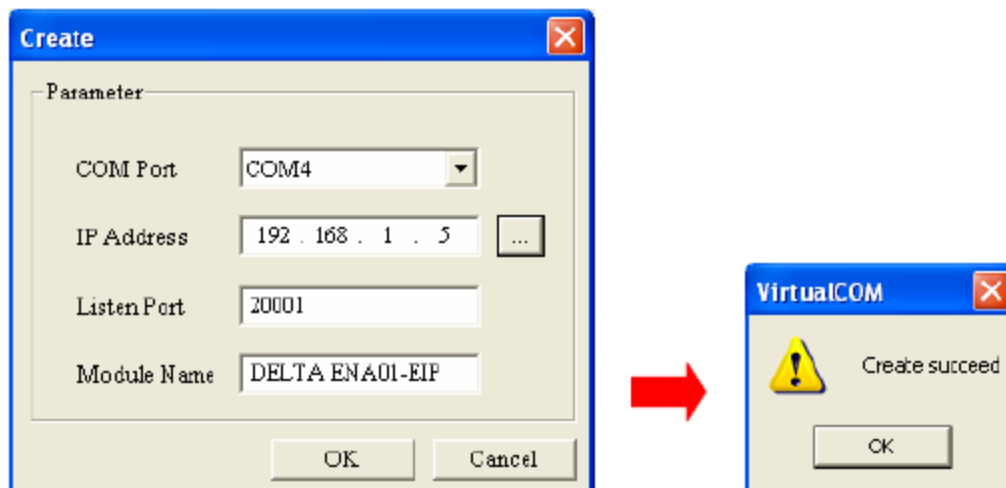 Create
Parameter
COM Port
COM4
IP Address
192 . 168 . 1 . 5
...
Listen Port
20001
Module Name
DELTA ENA01-EIP
OK
Cancel
VirtualCOM
Create succeed
OK